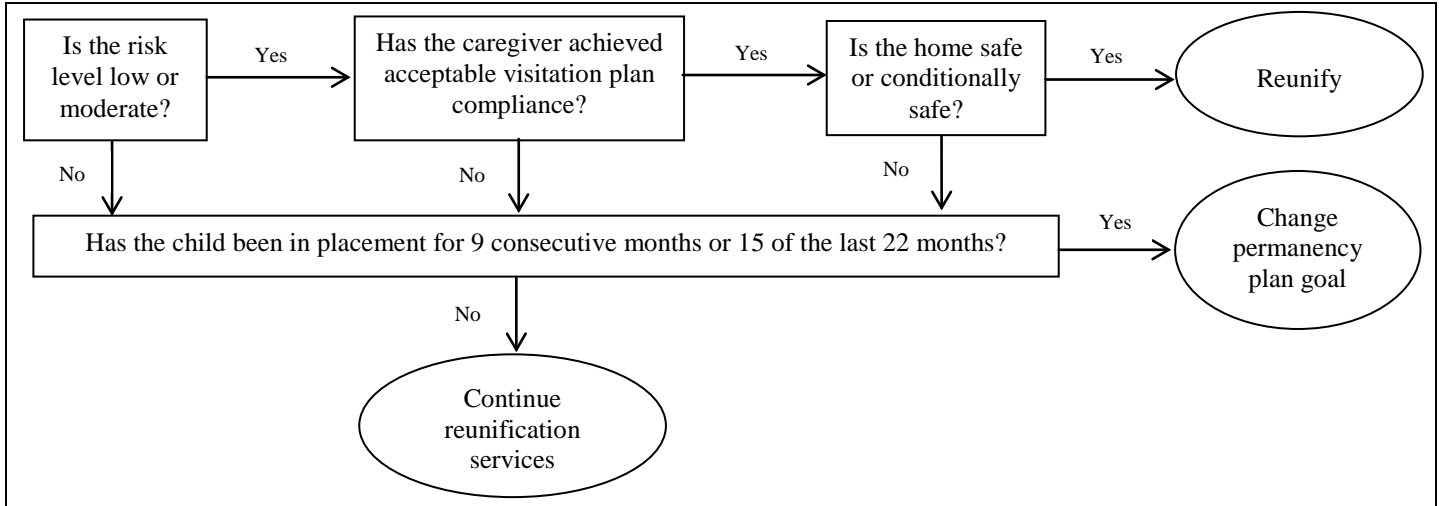 Is the risk
level low or
moderate?
Yes
Has the caregiver achieved
acceptable visitation plan
compliance?
Yes
Is the home safe
or conditionally
safe?
Yes
Reunify
No
No
No
Has the child been in placement for 9 consecutive months or 15 of the last 22 months?
Yes
Change
permanency
plan goal
No
Continue
reunification
services